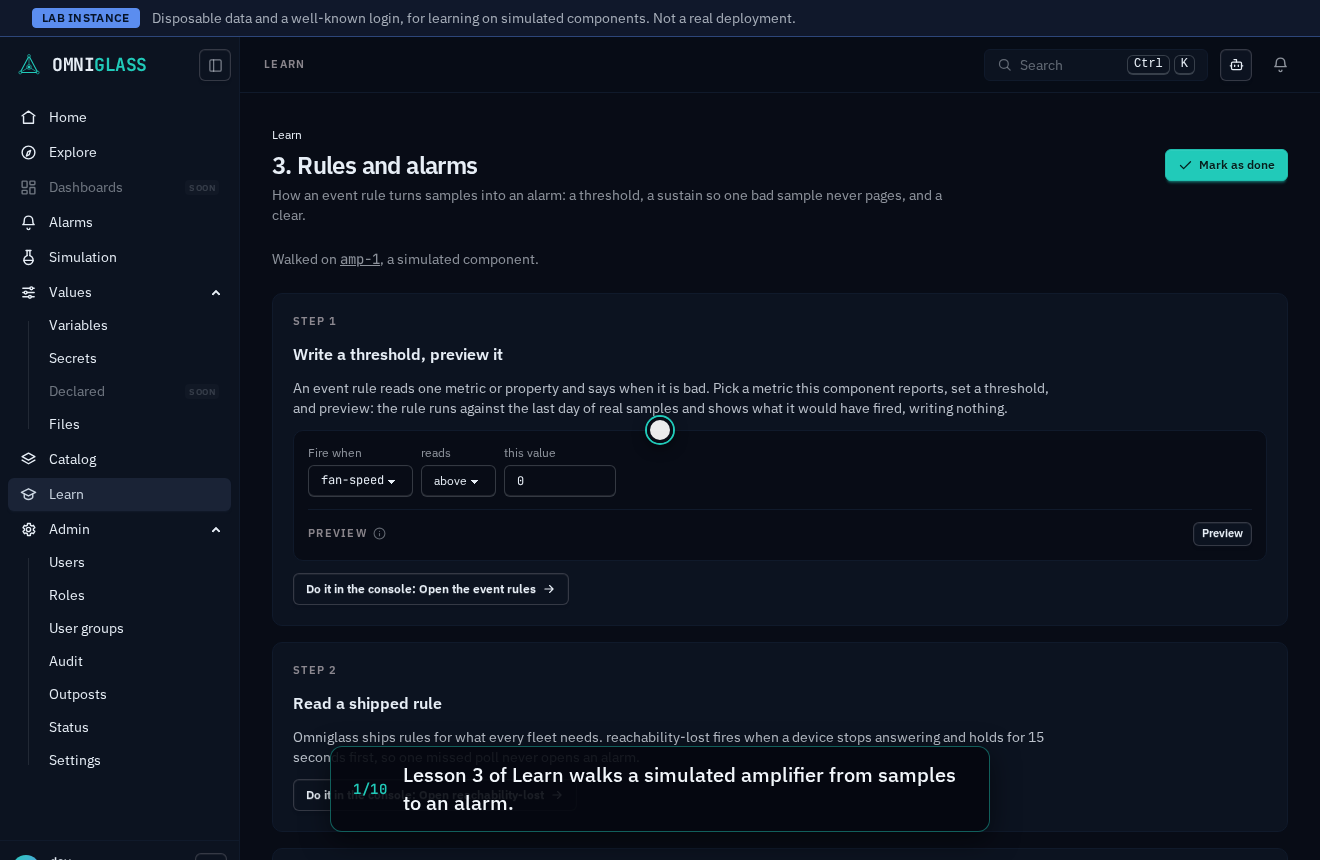 LAB INSTANCE Disposable data and a well-known login, for learning on simulated components. Not a real deployment.
OMNIGLASS
LEARN
Search Ctrl K
Home
Explore
Dashboards SOON
Alarms
Simulation
Values
Variables
Secrets
Declared SOON
Files
Catalog
Learn
Admin
Users
Roles
User groups
Audit
Outposts
Status
Settings
Learn
3. Rules and alarms
Mark as done
How an event rule turns samples into an alarm: a threshold, a sustain so one bad sample never pages, and a
clear.
Walked on amp-1, a simulated component.
STEP 1
Write a threshold, preview it
An event rule reads one metric or property and says when it is bad. Pick a metric this component reports, set a threshold,
and preview: the rule runs against the last day of real samples and shows what it would have fired, writing nothing.
Fire when reads this value
fan-speed above 0
PREVIEW Preview
Do it in the console: Open the event rules →
STEP 2
Read a shipped rule
Omniglass ships rules for what every fleet needs. reachability-lost fires when a device stops answering and holds for 15
seconds first, so one missed poll never opens an alarm.
Do it in the console: Open reachability-lost →
1/10 Lesson 3 of Learn walks a simulated amplifier from samples
to an alarm.